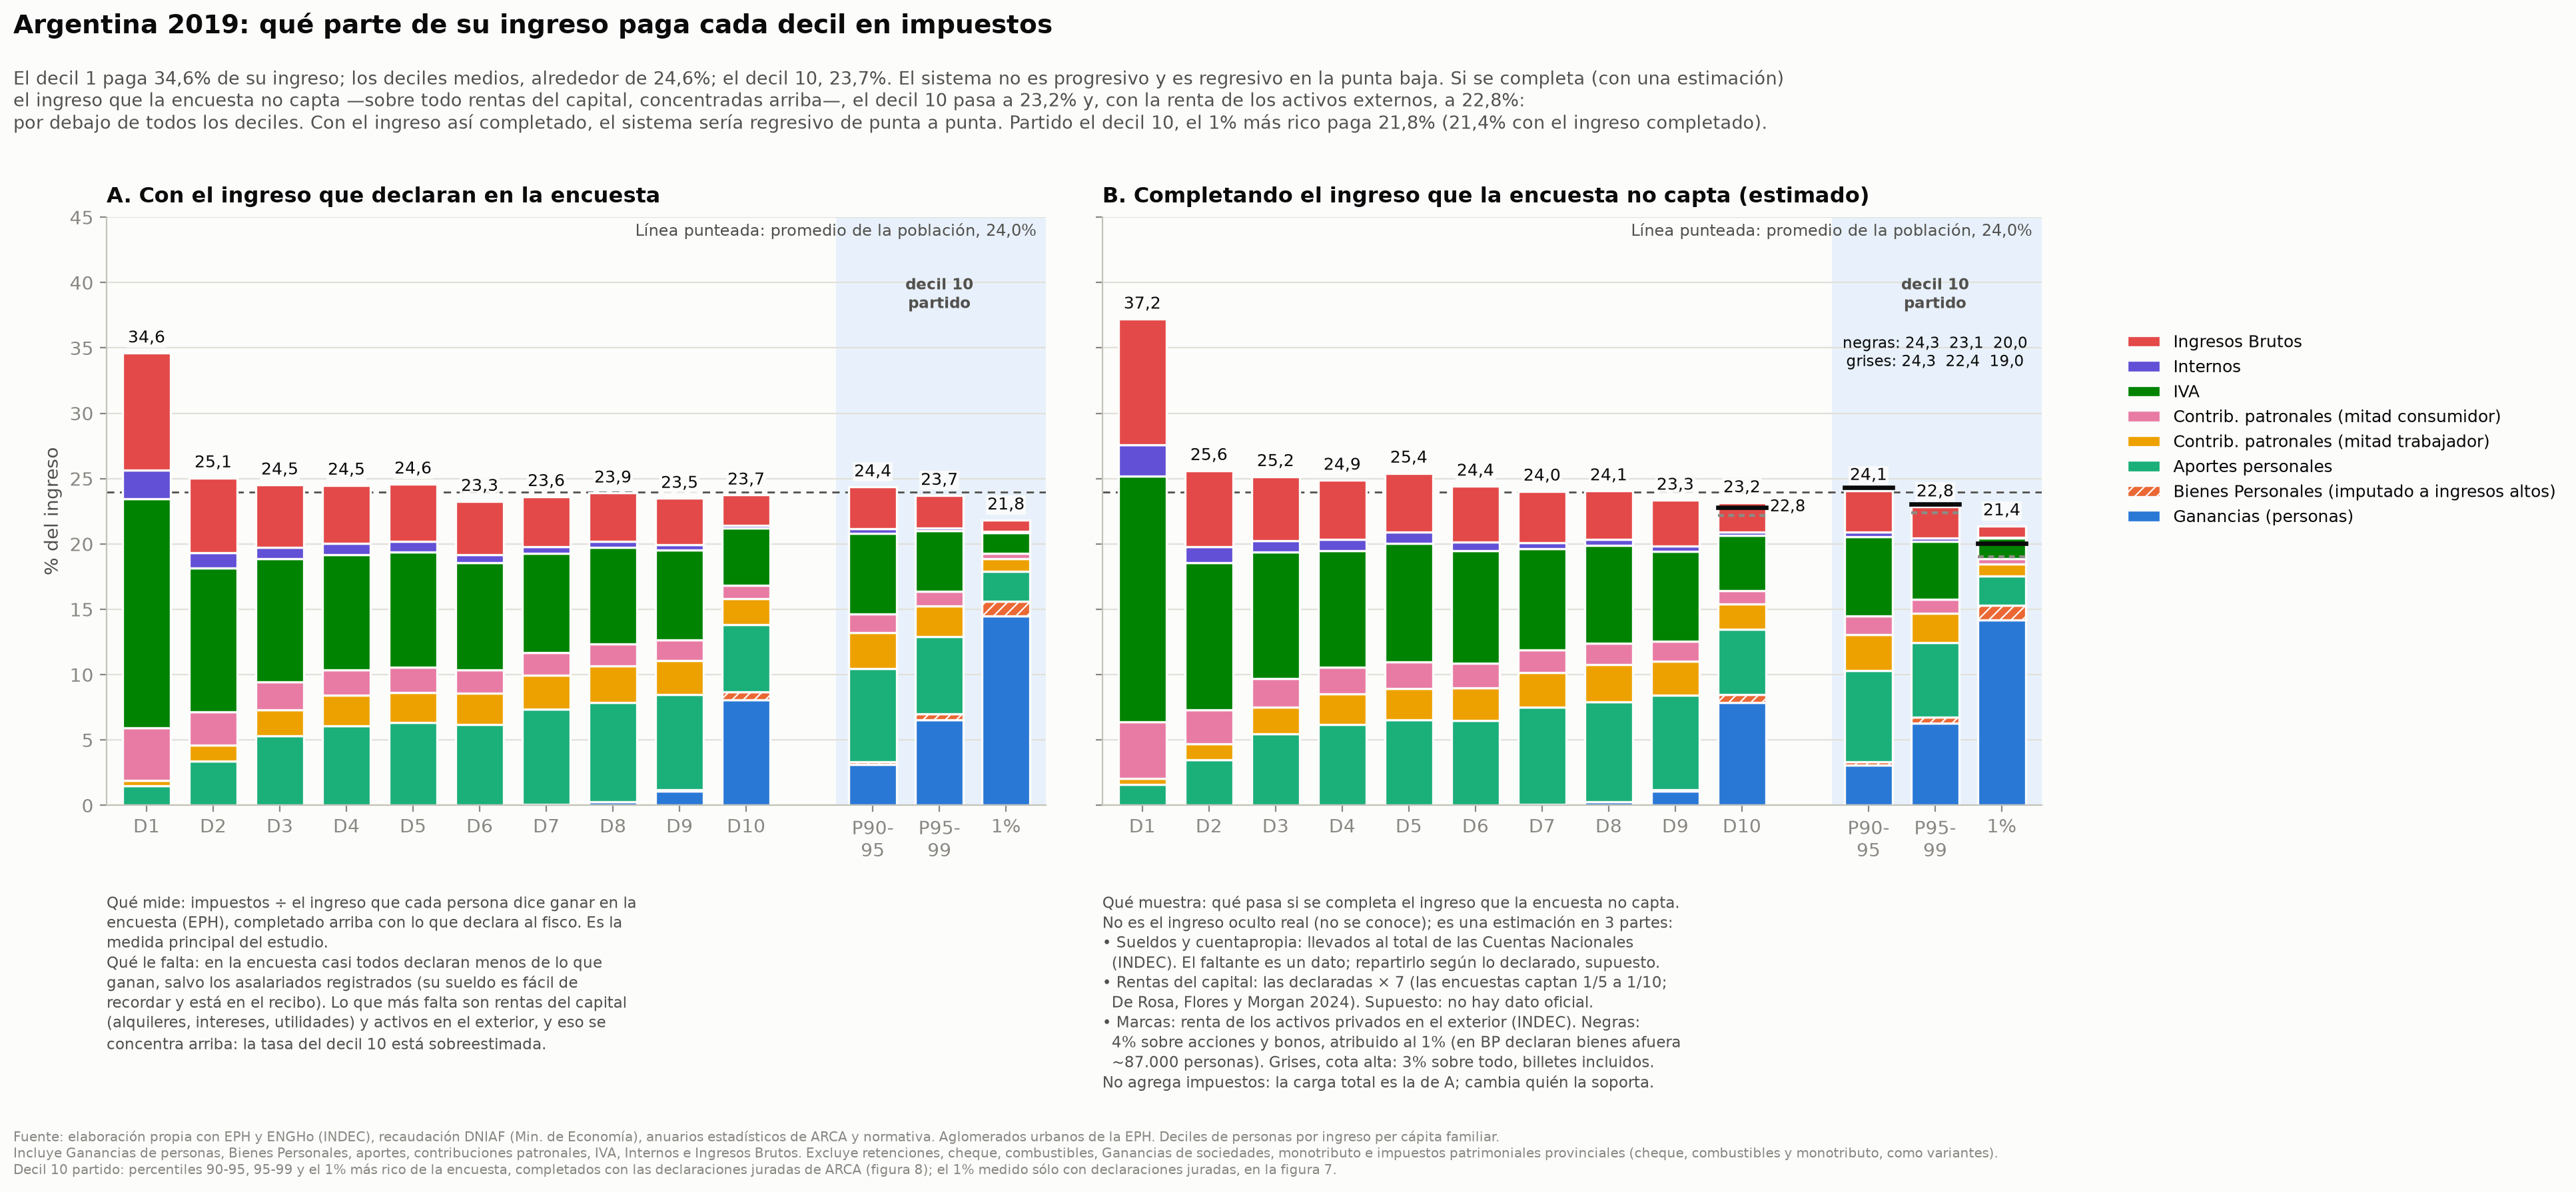 Argentina 2019: qué parte de su ingreso paga cada decil en impuestos
El decil 1 paga 34,6% de su ingreso; los deciles medios, alrededor de 24,6%; el decil 10, 23,7%. El sistema no es progresivo y es regresivo en la punta baja. Si se completa (con una estimación)
el ingreso que la encuesta no capta —sobre todo rentas del capital, concentradas arriba—, el decil 10 pasa a 23,2% y, con la renta de los activos externos, a 22,8%:
por debajo de todos los deciles. Con el ingreso así completado, el sistema sería regresivo de punta a punta. Partido el decil 10, el 1% más rico paga 21,8% (21,4% con el ingreso completado).
A. Con el ingreso que declaran en la encuesta
Línea punteada: promedio de la población, 24,0%
decil 10
partido
% del ingreso
45
40
35
30
25
20
15
10
5
0
34,6
25,1
24,5
24,5
24,6
23,3
23,6
23,9
23,5
23,7
24,4
23,7
21,8
D1
D2
D3
D4
D5
D6
D7
D8
D9
D10
P90-
95
P95-
99
1%
Qué mide: impuestos ÷ el ingreso que cada persona dice ganar en la
encuesta (EPH), completado arriba con lo que declara al fisco. Es la
medida principal del estudio.
Qué le falta: en la encuesta casi todos declaran menos de lo que
ganan, salvo los asalariados registrados (su sueldo es fácil de
recordar y está en el recibo). Lo que más falta son rentas del capital
(alquileres, intereses, utilidades) y activos en el exterior, y eso se
concentra arriba: la tasa del decil 10 está sobreestimada.
B. Completando el ingreso que la encuesta no capta (estimado)
Línea punteada: promedio de la población, 24,0%
decil 10
partido
negras: 24,3 23,1 20,0
grises: 24,3 22,4 19,0
37,2
25,6
25,2
24,9
25,4
24,4
24,0
24,1
23,3
23,2
22,8
24,1
22,8
21,4
D1
D2
D3
D4
D5
D6
D7
D8
D9
D10
P90-
95
P95-
99
1%
Qué muestra: qué pasa si se completa el ingreso que la encuesta no capta.
No es el ingreso oculto real (no se conoce); es una estimación en 3 partes:
• Sueldos y cuentapropia: llevados al total de las Cuentas Nacionales
(INDEC). El faltante es un dato; repartirlo según lo declarado, supuesto.
• Rentas del capital: las declaradas × 7 (las encuestas captan 1/5 a 1/10;
De Rosa, Flores y Morgan 2024). Supuesto: no hay dato oficial.
• Marcas: renta de los activos privados en el exterior (INDEC). Negras:
4% sobre acciones y bonos, atribuido al 1% (en BP declaran bienes afuera
~87.000 personas). Grises, cota alta: 3% sobre todo, billetes incluidos.
No agrega impuestos: la carga total es la de A; cambia quién la soporta.
Ingresos Brutos
Internos
IVA
Contrib. patronales (mitad consumidor)
Contrib. patronales (mitad trabajador)
Aportes personales
Bienes Personales (imputado a ingresos altos)
Ganancias (personas)
Fuente: elaboración propia con EPH y ENGHo (INDEC), recaudación DNIAF (Min. de Economía), anuarios estadísticos de ARCA y normativa. Aglomerados urbanos de la EPH. Deciles de personas por ingreso per cápita familiar.
Incluye Ganancias de personas, Bienes Personales, aportes, contribuciones patronales, IVA, Internos e Ingresos Brutos. Excluye retenciones, cheque, combustibles, Ganancias de sociedades, monotributo e impuestos patrimoniales provinciales (cheque, combustibles y monotributo, como variantes).
Decil 10 partido: percentiles 90-95, 95-99 y el 1% más rico de la encuesta, completados con las declaraciones juradas de ARCA (figura 8); el 1% medido sólo con declaraciones juradas, en la figura 7.